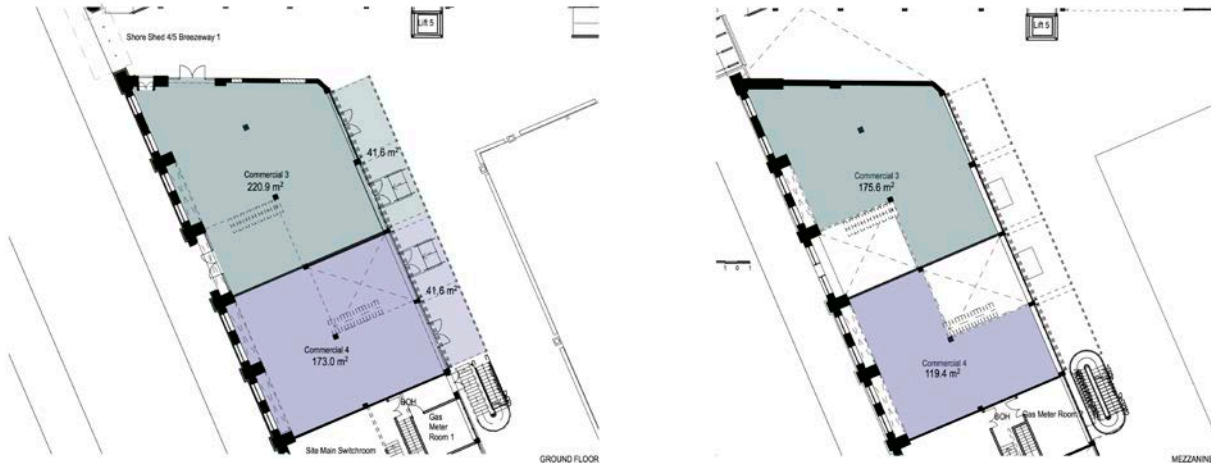 Lift 5
Shore Shed 4/5 Breezeway 1
41,6 m²
Commercial 3
220.9 m²
41,6 m²
Commercial 4
173.0 m²
BOH
Gas
Meter
Room 1
Site Main Switchroom
GROUND FLOOR
Lift 5
Commercial 3
175.6 m²
Commercial 4
119.4 m²
BOH
Gas Meter Room
MEZZANINE